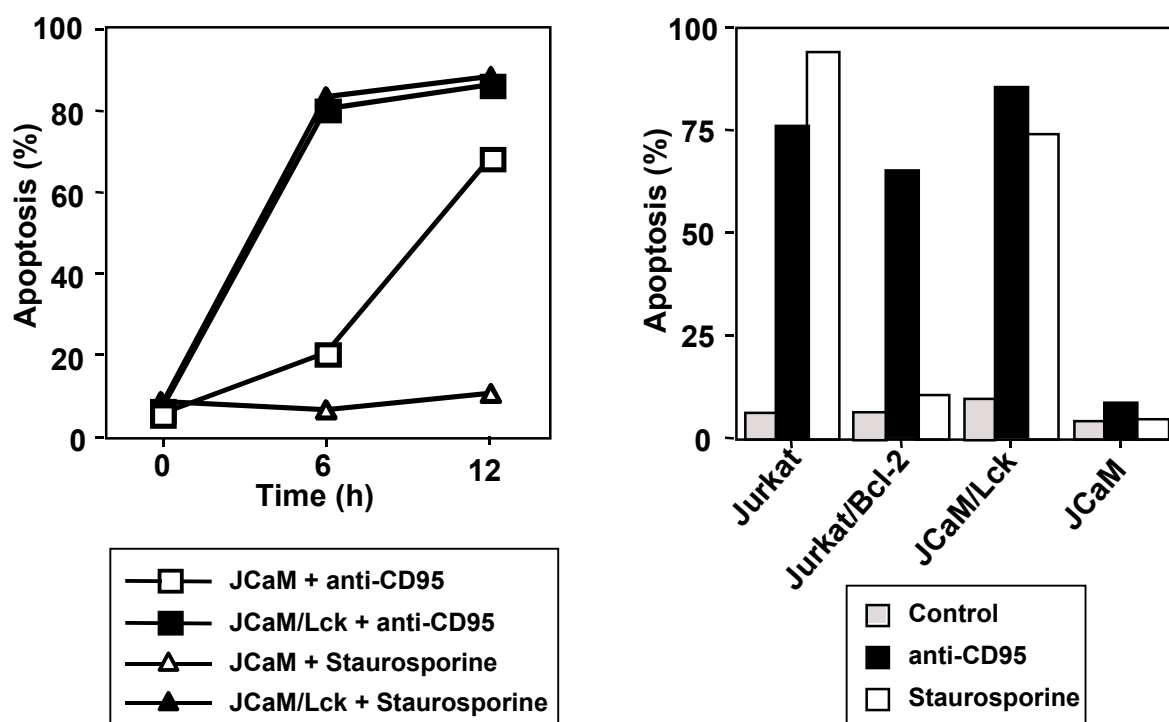 100
80
60
40
20
0
Apoptosis (%)
0 6 12
Time (h)
JCaM + anti-CD95
JCaM/Lck + anti-CD95
JCaM + Staurosporine
JCaM/Lck + Staurosporine
100
75
50
25
0
Apoptosis (%)
Jurkat
Jurkat/Bcl-2
JCaM/Lck
JCaM
Control
anti-CD95
Staurosporine